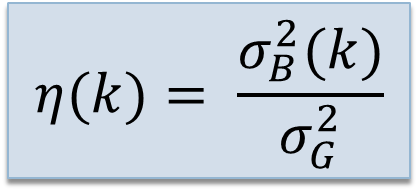 η(k) = σ_B^2(k) / σ_G^2